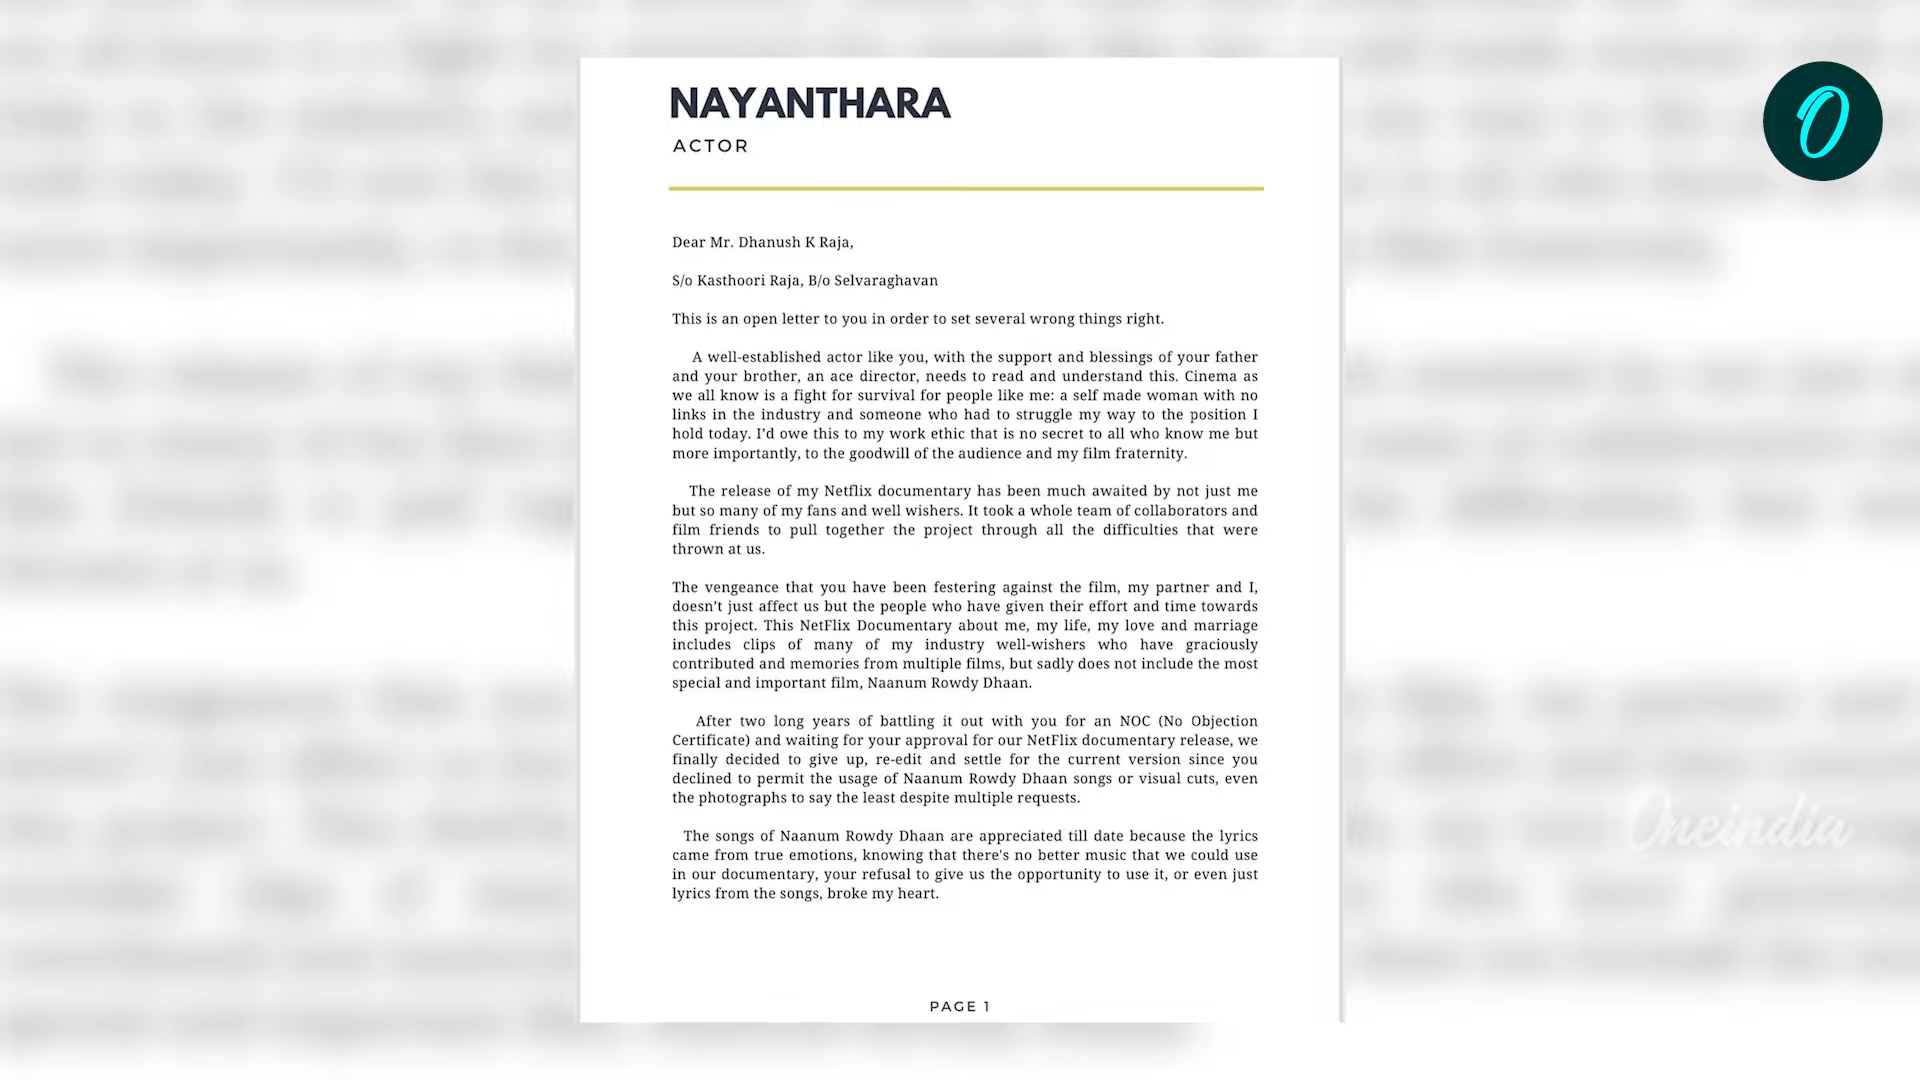 NAYANTHARA
ACTOR
Dear Mr. Dhanush K Raja,
S/o Kasthoori Raja, B/o Selvaraghavan
This is an open letter to you in order to set several wrong things right.
A well-established actor like you, with the support and blessings of your father
and your brother, an ace director, needs to read and understand this. Cinema as
we all know is a fight for survival for people like me: a self made woman with no
links in the industry and someone who had to struggle my way to the position I
hold today. I’d owe this to my work ethic that is no secret to all who know me but
more importantly, to the goodwill of the audience and my film fraternity.
The release of my Netflix documentary has been much awaited by not just me
but so many of my fans and well wishers. It took a whole team of collaborators and
film friends to pull together the project through all the difficulties that were
thrown at us.
The vengeance that you have been festering against the film, my partner and I,
doesn’t just affect us but the people who have given their effort and time towards
this project. This NetFlix Documentary about me, my life, my love and marriage
includes clips of many of my industry well-wishers who have graciously
contributed and memories from multiple films, but sadly does not include the most
special and important film, Naanum Rowdy Dhaan.
After two long years of battling it out with you for an NOC (No Objection
Certificate) and waiting for your approval for our NetFlix documentary release, we
finally decided to give up, re-edit and settle for the current version since you
declined to permit the usage of Naanum Rowdy Dhaan songs or visual cuts, even
the photographs to say the least despite multiple requests.
The songs of Naanum Rowdy Dhaan are appreciated till date because the lyrics
came from true emotions, knowing that there's no better music that we could use
in our documentary, your refusal to give us the opportunity to use it, or even just
lyrics from the songs, broke my heart.
PAGE 1
O
Oneindia